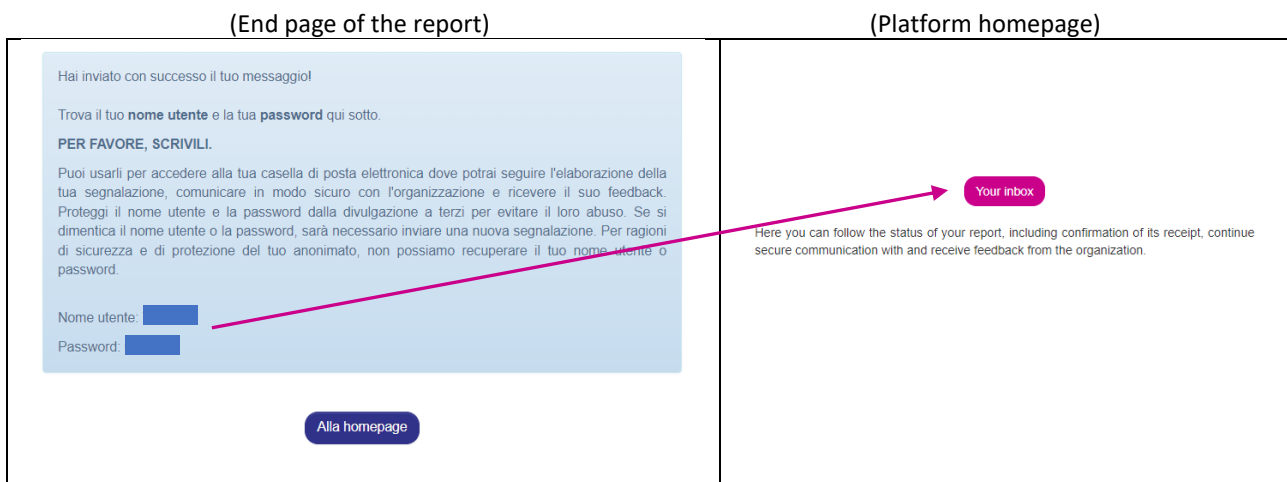 (End page of the report)
(Platform homepage)
Hai inviato con successo il tuo messaggio!
Trova il tuo nome utente e la tua password qui sotto.
PER FAVORE, SCRIVILI.
Puoi usarli per accedere alla tua casella di posta elettronica dove potrai seguire l'elaborazione della
tua segnalazione, comunicare in modo sicuro con l'organizzazione e ricevere il suo feedback.
Proteggi il nome utente e la password dalla divulgazione a terzi per evitare il loro abuso. Se si
dimentica il nome utente o la password, sarà necessario inviare una nuova segnalazione. Per ragioni
di sicurezza e di protezione del tuo anonimato, non possiamo recuperare il tuo nome utente o
password.
Nome utente:
Password:
Alla homepage
Your inbox
Here you can follow the status of your report, including confirmation of its receipt, continue
secure communication with and receive feedback from the organization.